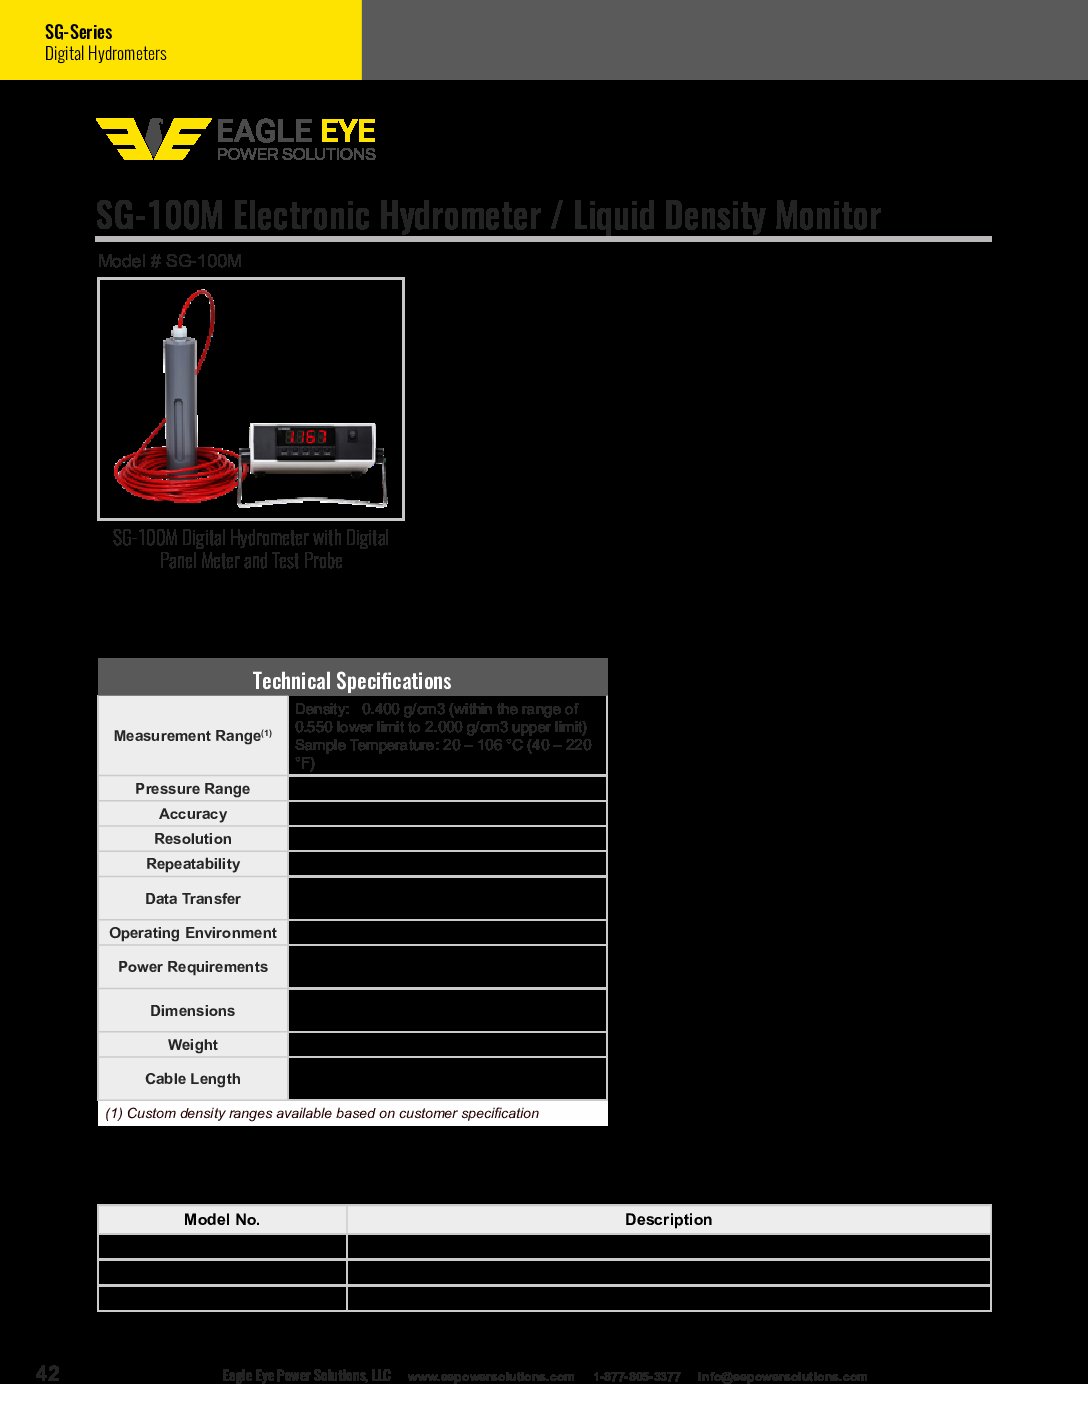 SG-Series
Digital Hydrometers
EAGLE EYE
POWER SOLUTIONS
SG-100M Electronic Hydrometer / Liquid Density Monitor
Model # SG-100M
1.167
SG-100M Digital Hydrometer with Digital
Panel Meter and Test Probe
Technical Specifications
Measurement Range(1)
Density: 0.400 g/cm3 (within the range of
0.550 lower limit to 2.000 g/cm3 upper limit)
Sample Temperature: 20 – 106 °C (40 – 220
°F)
Pressure Range
Accuracy
Resolution
Repeatability
Data Transfer
Operating Environment
Power Requirements
Dimensions
Weight
Cable Length
(1) Custom density ranges available based on customer specification
Model No. Description
42 Eagle Eye Power Solutions, LLC www.eepowersolutions.com 1-877-805-3377 info@eepowersolutions.com